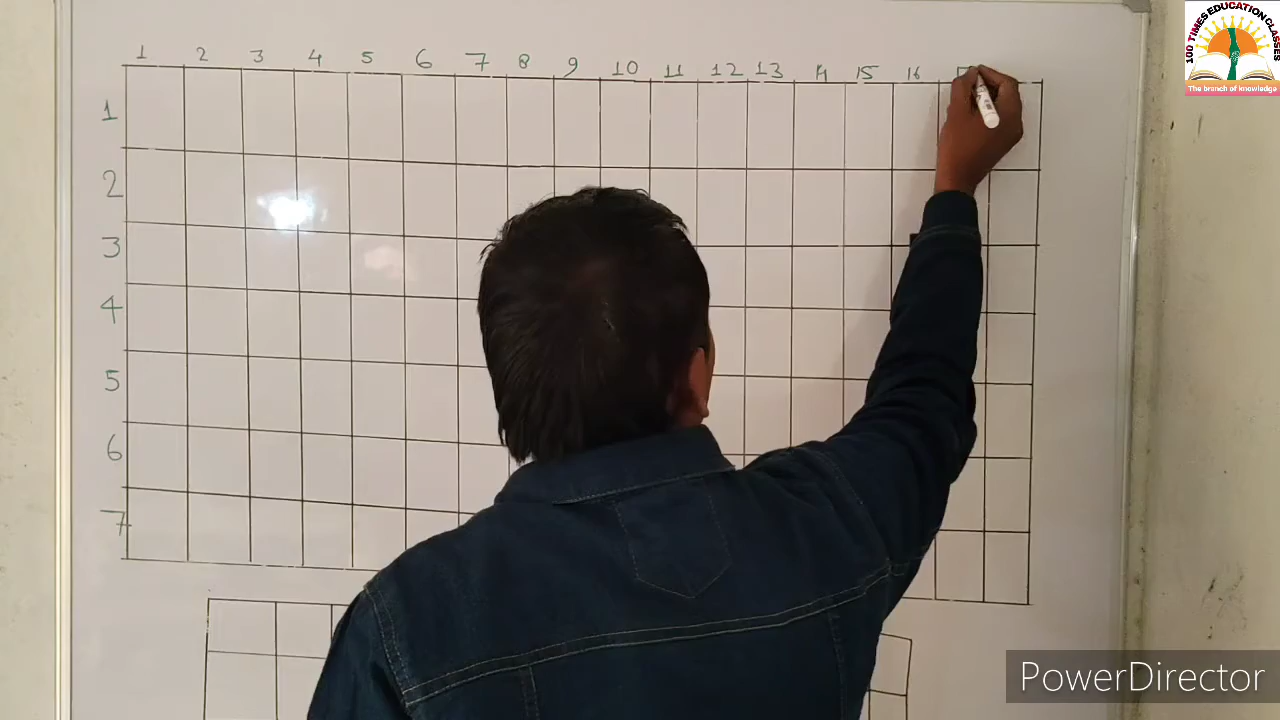 1 2 3 4 5 6 7 8 9 10 11 12 13 14 15 16
1
2
3
4
5
6
7
100 TIMES EDUCATION CLASSES
The branch of knowledge
PowerDirector